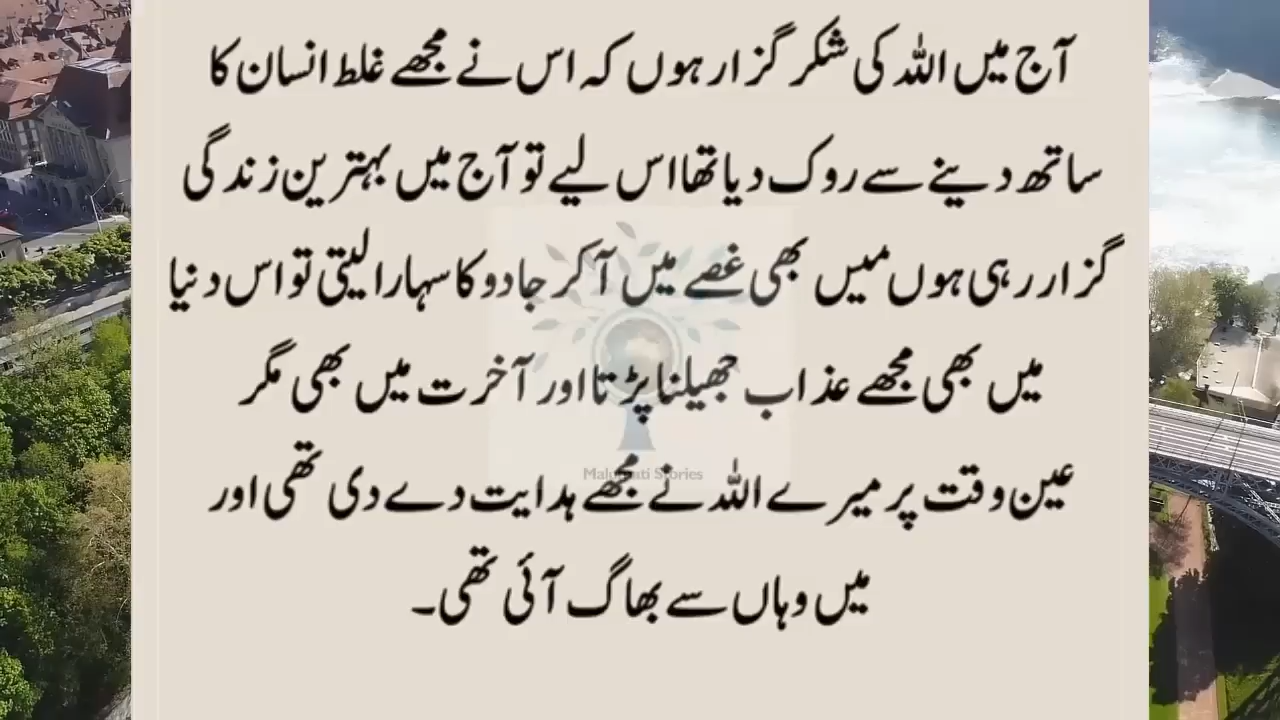 آج میں اللہ کی شکر گزار ہوں کہ اس نے مجھے غلط انسان کا
ساتھ دینے سے روک دیا تھا اس لیے تو آج میں بہترین زندگی
گزار رہی ہوں میں بھی غصے میں آکر جادو کا سہارا لیتی تو اس دنیا
میں بھی مجھے عذاب جھیلنا پڑتا اور آخرت میں بھی مگر
عین وقت پر میرے اللہ نے مجھے ہدایت دے دی تھی اور
میں وہاں سے بھاگ آئی تھی۔
Stories